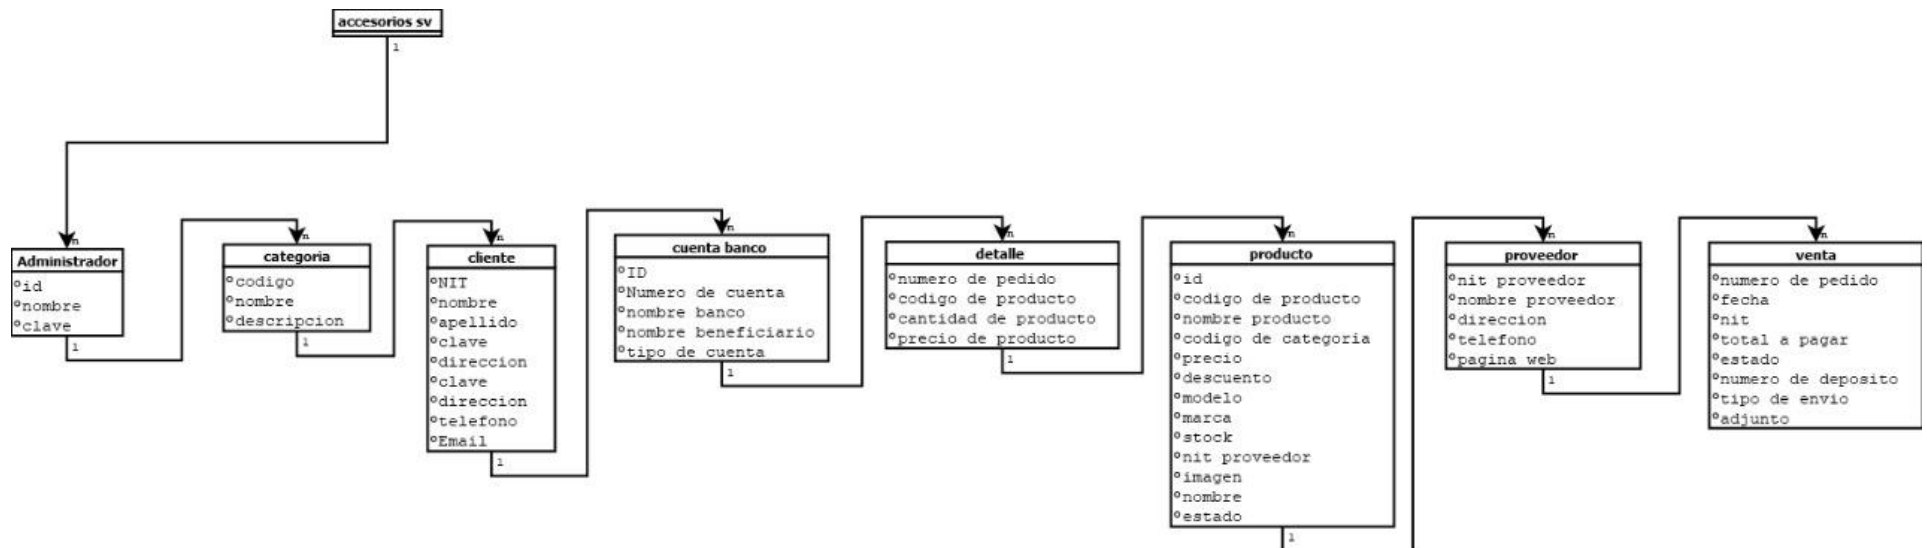 accesorios sv
1
n
Administrador
id
nombre
clave
1
n
categoria
codigo
nombre
descripcion
1
n
cliente
NIT
nombre
apellido
clave
direccion
clave
direccion
telefono
Email
1
n
cuenta banco
ID
Numero de cuenta
nombre banco
nombre beneficiario
tipo de cuenta
1
n
detalle
numero de pedido
codigo de producto
cantidad de producto
precio de producto
1
n
producto
id
codigo de producto
nombre producto
codigo de categoria
precio
descuento
modelo
marca
stock
nit proveedor
imagen
nombre
estado
1
n
proveedor
nit proveedor
nombre proveedor
direccion
telefono
pagina web
1
n
venta
numero de pedido
fecha
nit
total a pagar
estado
numero de deposito
tipo de envio
adjunto